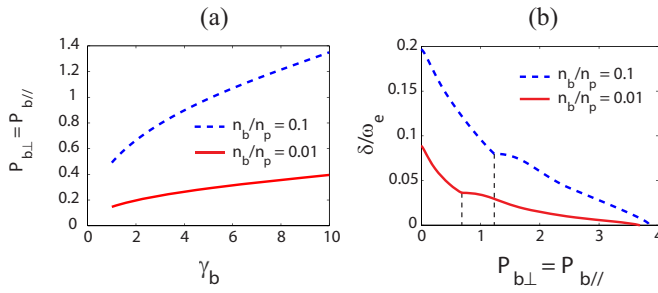 (a)
1.4
1.2
1
0.8
0.6
0.4
0.2
0
0 2 4 6 8 10
P_b⊥ = P_b//
γ_b
n_b/n_p = 0.1
n_b/n_p = 0.01
(b)
0.2
0.15
0.1
0.05
0
0 1 2 3 4
δ/ω_e
P_b⊥ = P_b//
n_b/n_p = 0.1
n_b/n_p = 0.01